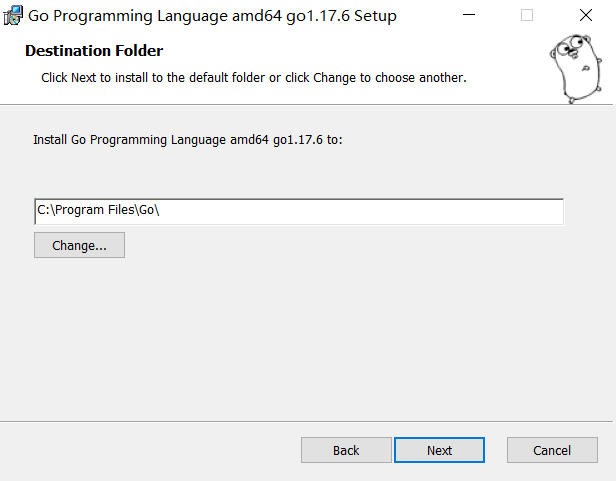 Go Programming Language amd64 go1.17.6 Setup
Destination Folder
Click Next to install to the default folder or click Change to choose another.
Install Go Programming Language amd64 go1.17.6 to:
C:\Program Files\Go\
Change...
Back Next Cancel